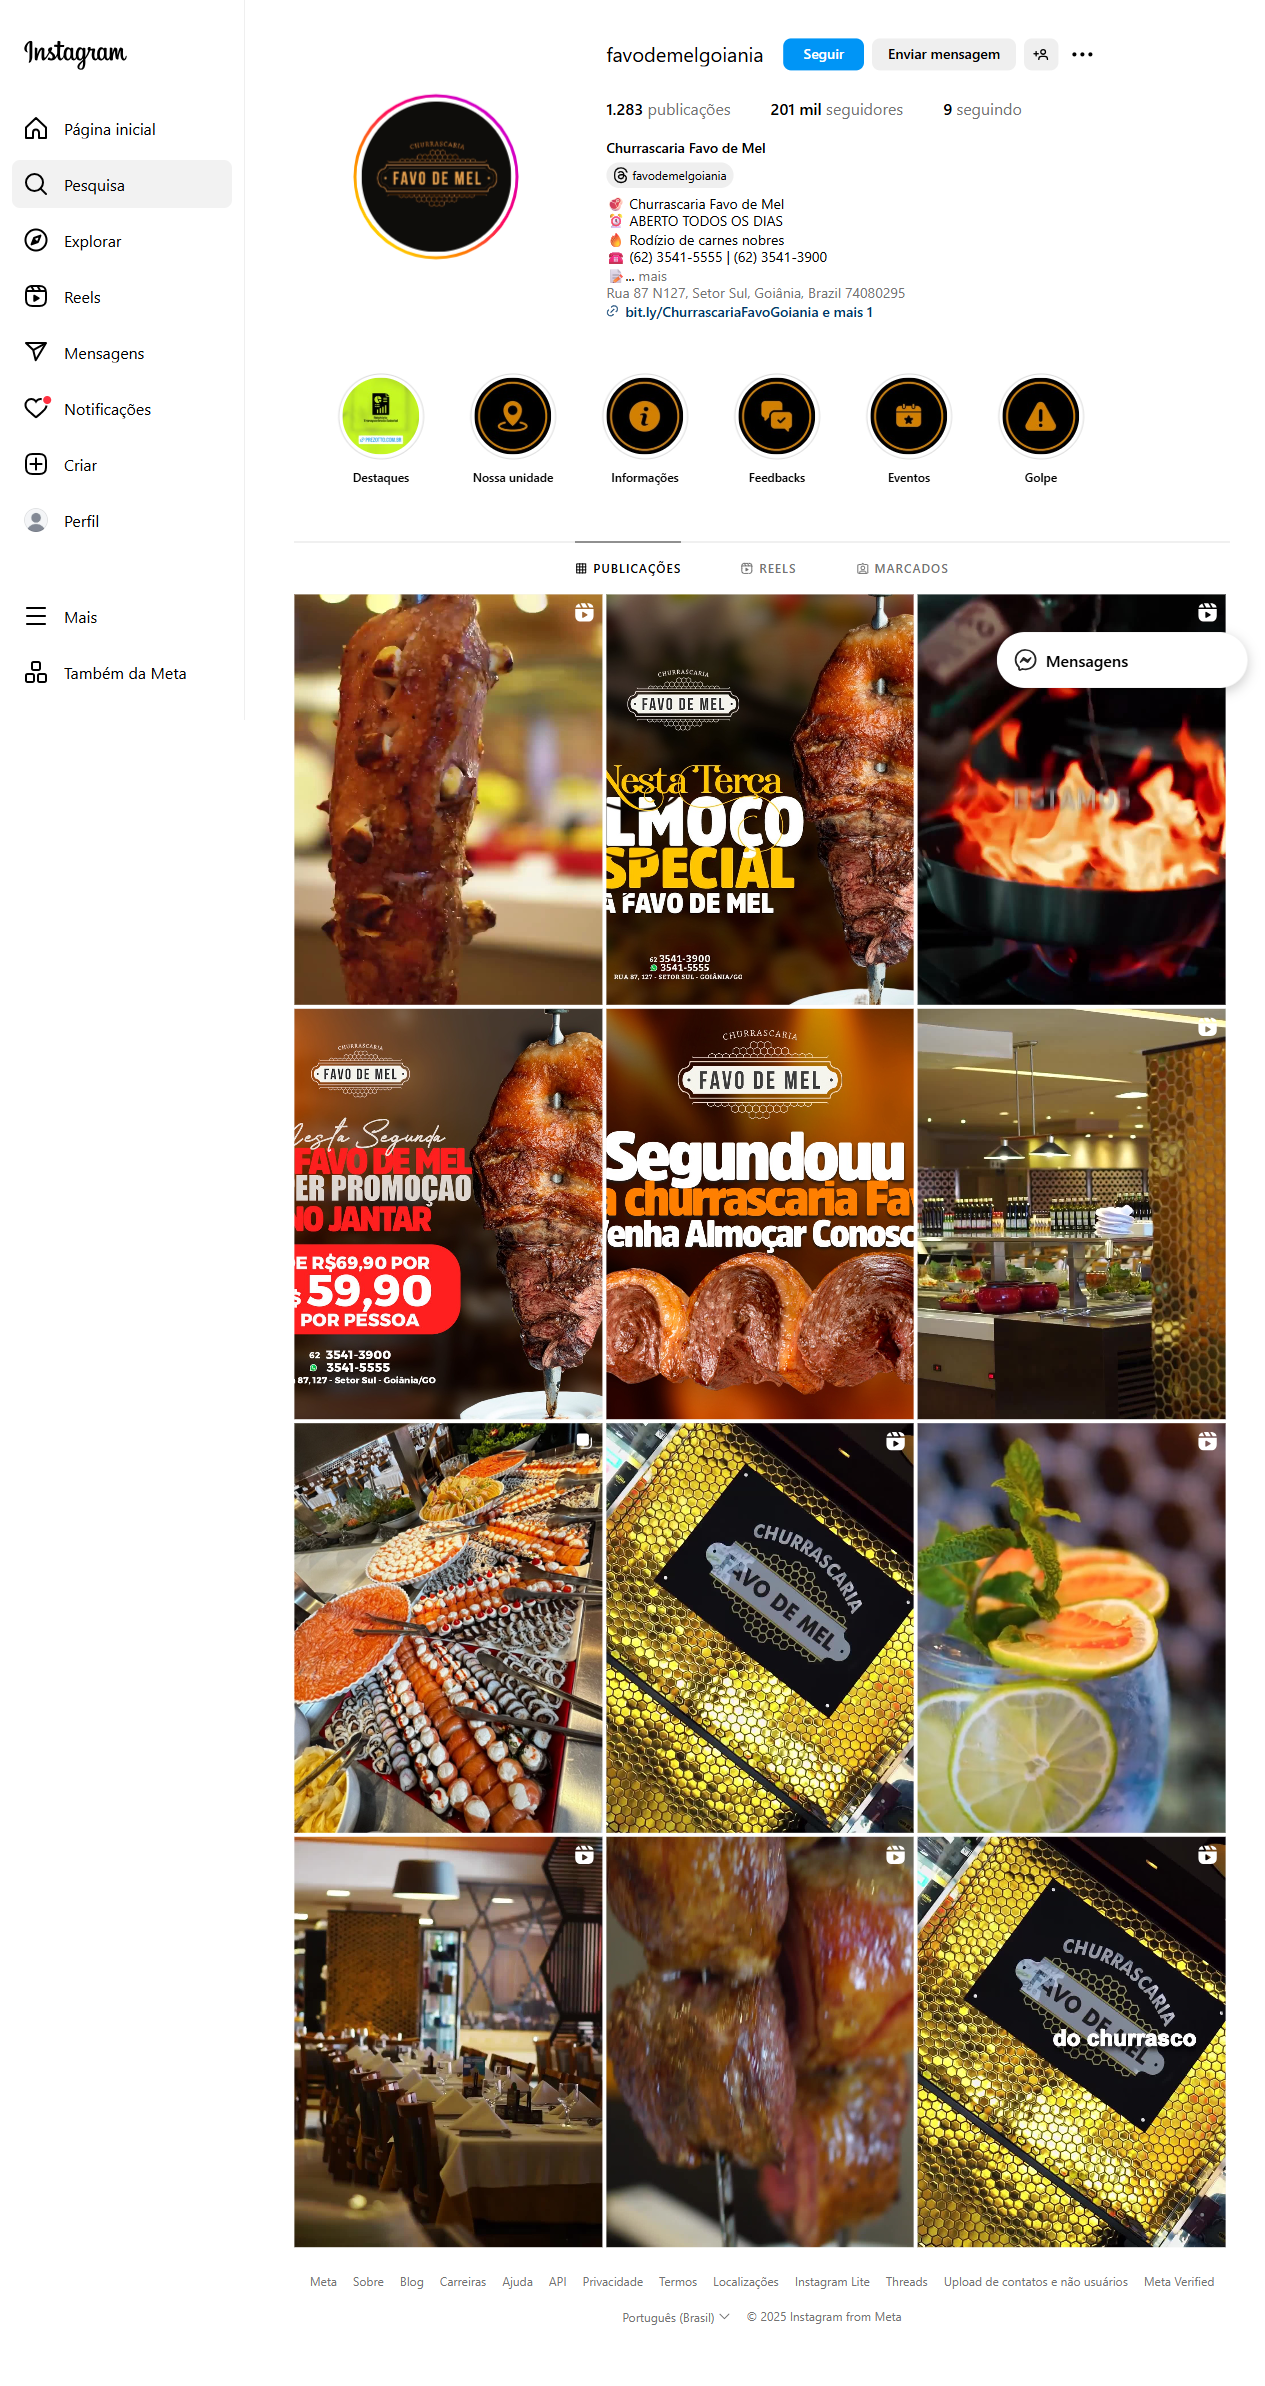 Instagram
Página inicial
Pesquisa
Explorar
Reels
Mensagens
Notificações
Criar
Perfil
Mais
Também da Meta
favodemelgoiania
Seguir
Enviar mensagem
1.283 publicações
201 mil seguidores
9 seguindo
CHURRASCARIA
FAVO DE MEL
Churrascaria Favo de Mel
favodemelgoiania
Churrascaria Favo de Mel
ABERTO TODOS OS DIAS
Rodízio de carnes nobres
(62) 3541-5555 | (62) 3541-3900
... mais
Rua 87 N127, Setor Sul, Goiânia, Brazil 74080295
bit.ly/ChurrascariaFavoGoiania e mais 1
Destaques
Nossa unidade
Informações
Feedbacks
Eventos
Golpe
PUBLICAÇÕES
REELS
MARCADOS
Mensagens
CHURRASCARIA
FAVO DE MEL
Nesta Terça
LMOÇO
SPECIAL
A FAVO DE MEL
62 3541-3900
3541-5555
RUA 87, 127 - SETOR SUL - GOIÂNIA/GO
ESTAMOS
CHURRASCARIA
FAVO DE MEL
Nesta Segunda
FAVO DE MEL
ER PROMOÇAO
NO JANTAR
DE R$69,90 POR
$ 59,90
POR PESSOA
62 3541-3900
3541-5555
87, 127 - Setor Sul - Goiânia/GO
CHURRASCARIA
FAVO DE MEL
Segundouu
a churrascaria Fav
Venha Almoçar Conosc
CHURRASCARIA
FAVO DE MEL
CHURRASCARIA
FAVO DE MEL
do churrasco
Meta
Sobre
Blog
Carreiras
Ajuda
API
Privacidade
Termos
Localizações
Instagram Lite
Threads
Upload de contatos e não usuários
Meta Verified
Português (Brasil)
© 2025 Instagram from Meta